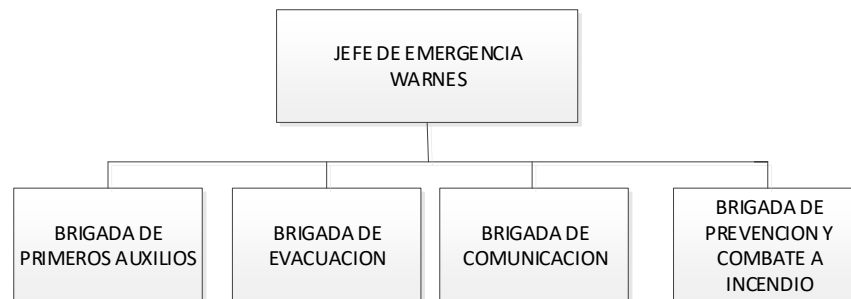 JEFE DE EMERGENCIA
WARNES
BRIGADA DE
PRIMEROS AUXILIOS
BRIGADA DE
EVACUACION
BRIGADA DE
COMUNICACION
BRIGADA DE
PREVENCION Y
COMBATE A
INCENDIO